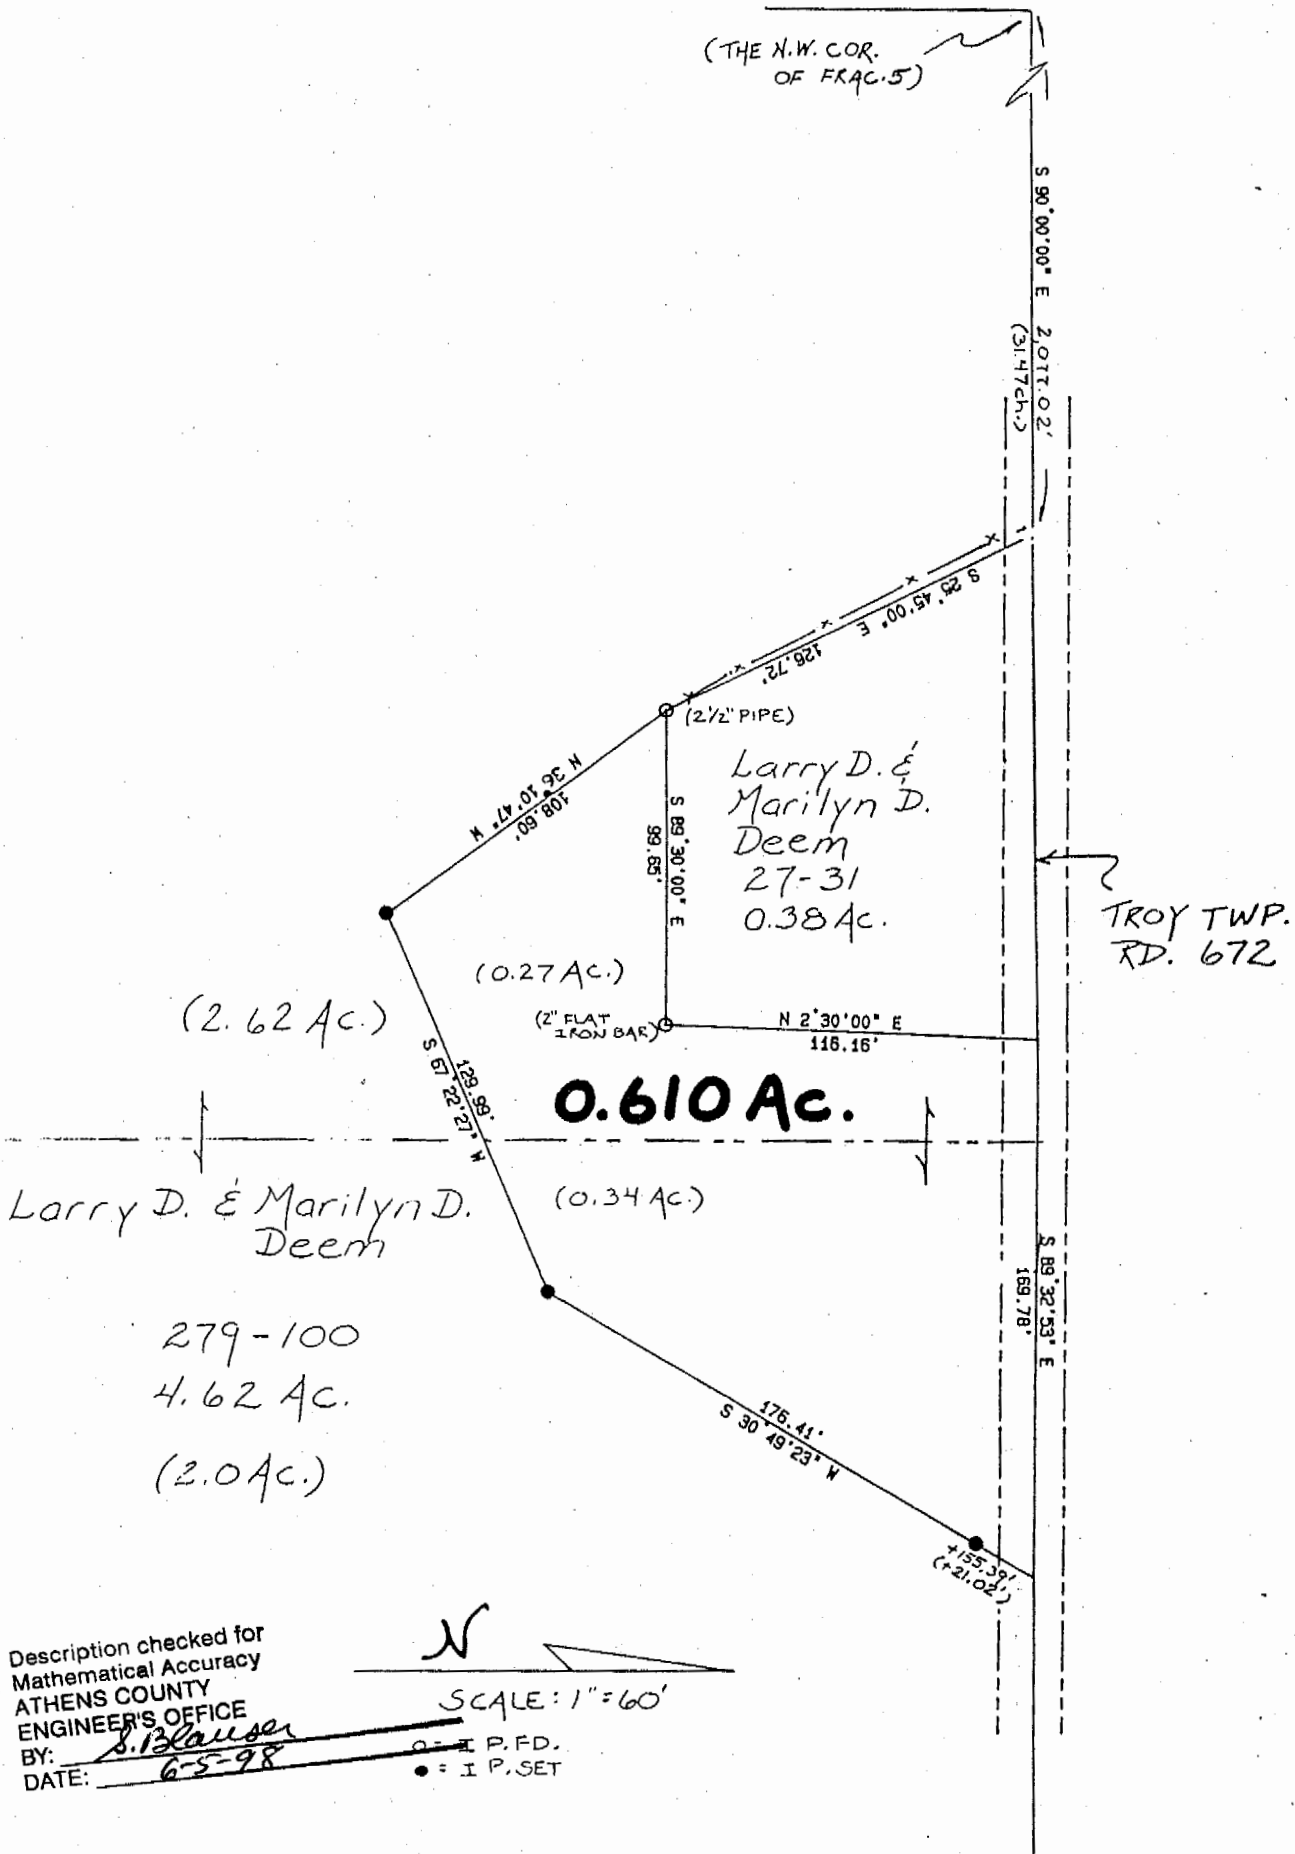 (THE N.W. COR.
OF FRAC. 5)
S 90°00'00" E 2,077.02'
(31.47ch.)
S 25°45'00" E
126.72'
(2½" PIPE)
N 36°10'47" W
108.60'
S 89°30'00" E
99.65'
Larry D. &
Marilyn D.
Deem
27-31
0.38 Ac.
TROY TWP.
RD. 672
(0.27 Ac.)
(2.62 Ac.)
(2" FLAT
IRON BAR)
N 2°30'00" E
116.16'
129.99'
S 67°22'27" W
0.610 Ac.
Larry D. & Marilyn D.
Deem
(0.34 Ac.)
S 89°32'53" E
169.78'
279-100
4.62 Ac.
(2.0 Ac.)
176.41'
S 30°49'23" W
+155.39'
(+21.02')
Description checked for
Mathematical Accuracy
ATHENS COUNTY
ENGINEER'S OFFICE
BY: S. Blauser
DATE: 6-5-98
N
SCALE: 1"=60'
O = I P. FD.
● = I P. SET